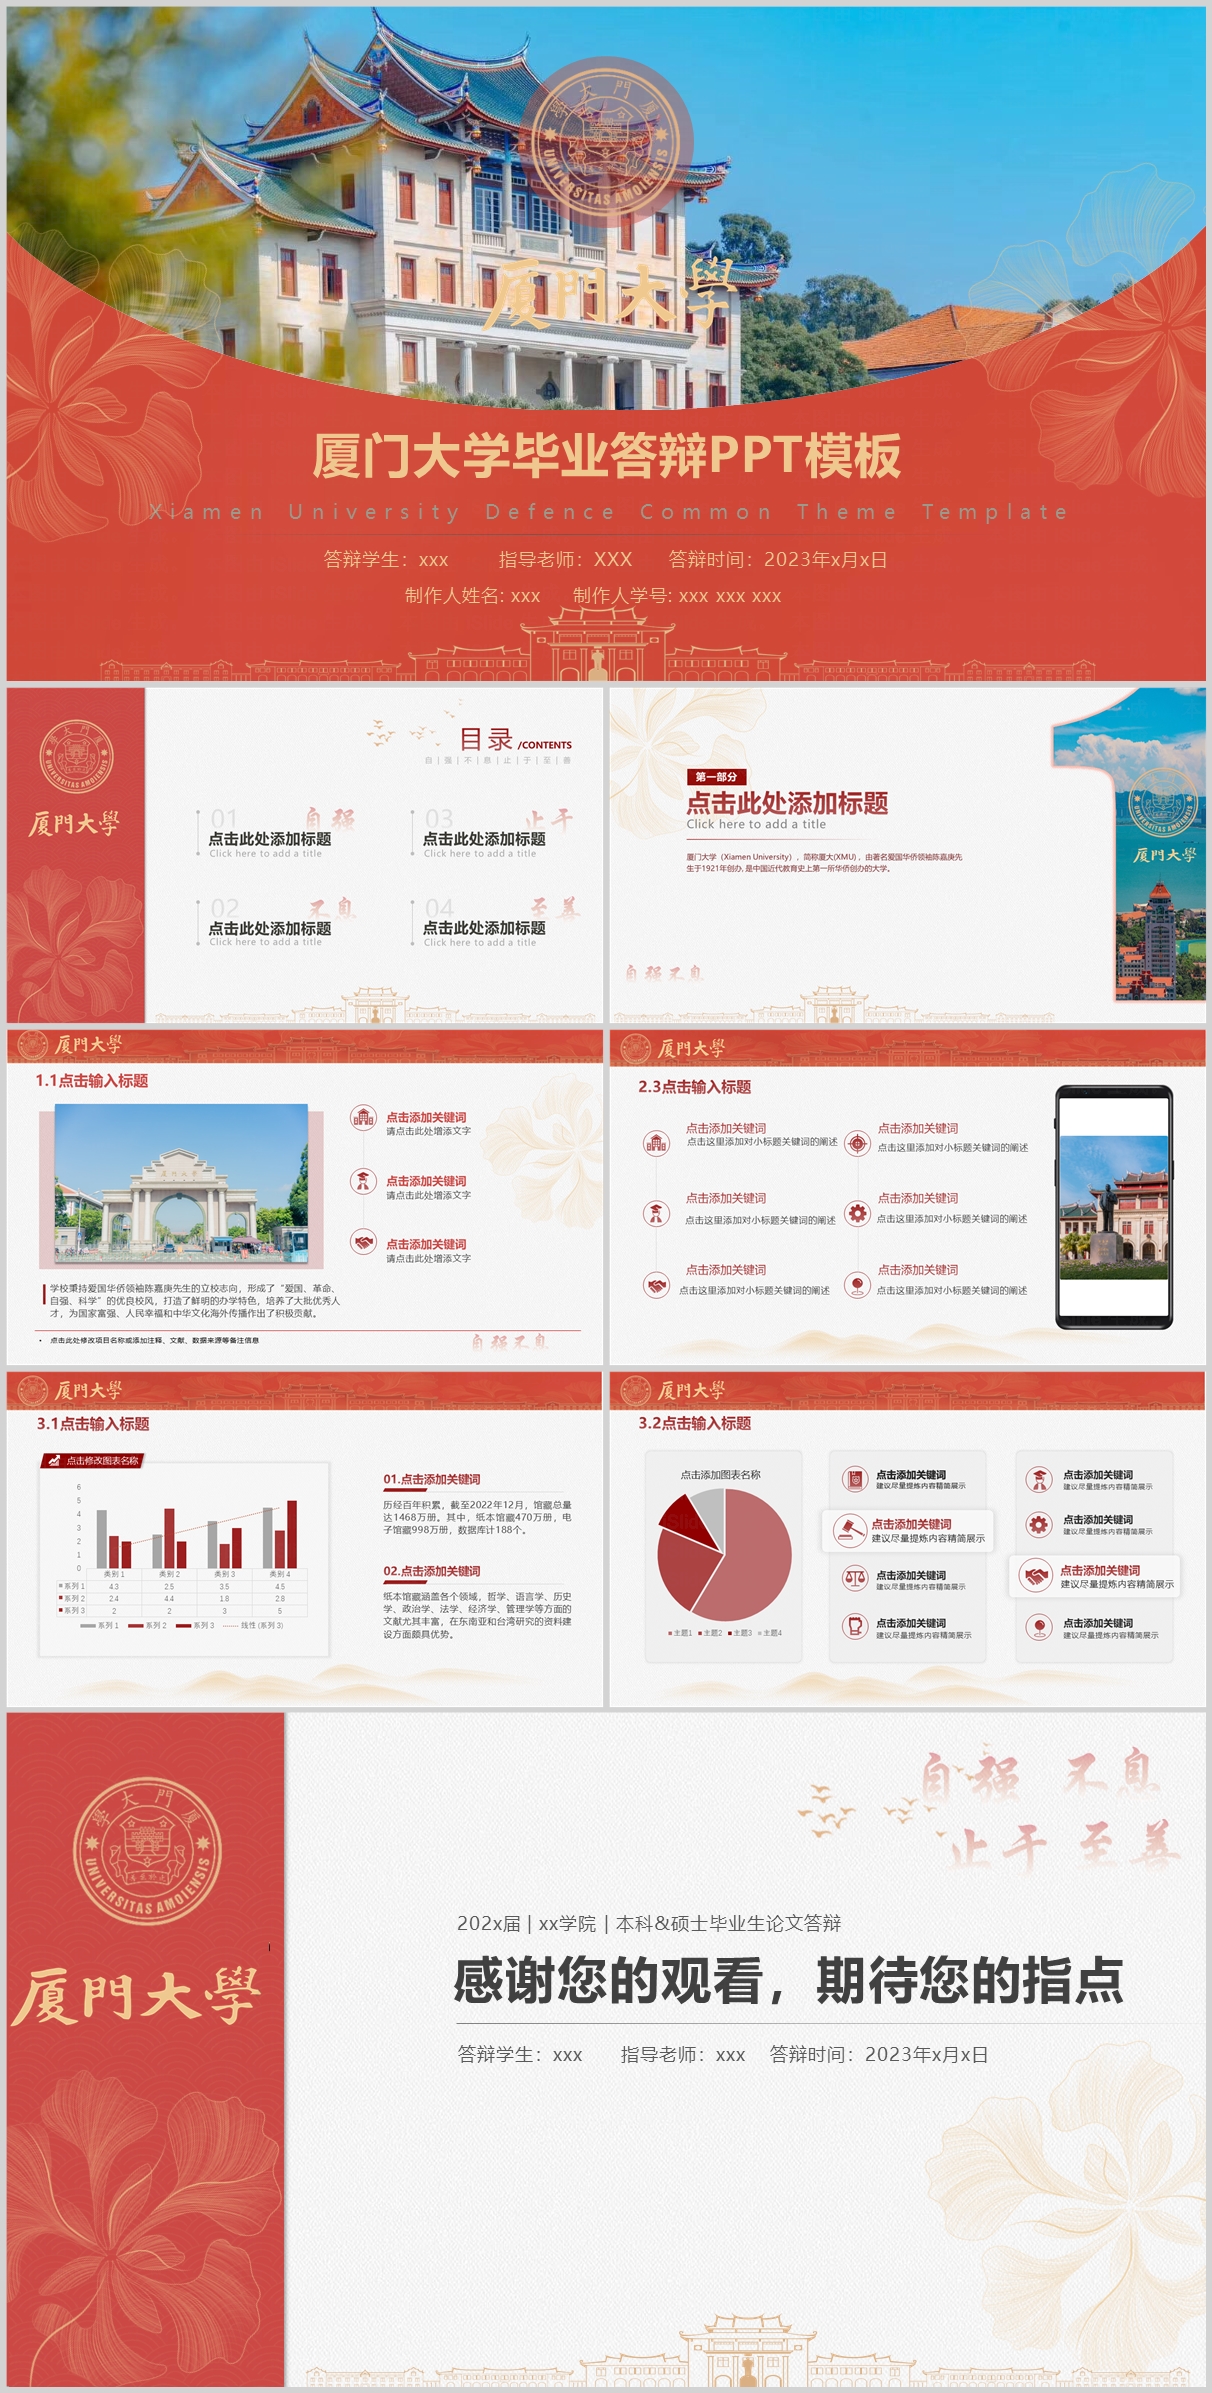 廈門大學
UNIVERSITAS AMOIENSIS
廈門大學
厦门大学毕业答辩PPT模板
Xiamen University Defence Common Theme Template
答辩学生：xxx 指导老师：XXX 答辩时间：2023年x月x日
制作人姓名: xxx 制作人学号: xxx xxx xxx
廈門大學
UNIVERSITAS AMOIENSIS
廈門大學
目录 /CONTENTS
自 | 强 | 不 | 息 | 止 | 于 | 至 | 善
01 自强
点击此处添加标题
Click here to add a title
03 止于
点击此处添加标题
Click here to add a title
02 不息
点击此处添加标题
Click here to add a title
04 至善
点击此处添加标题
Click here to add a title
第一部分
点击此处添加标题
Click here to add a title
厦门大学（Xiamen University），简称厦大(XMU)，由著名爱国华侨领袖陈嘉庚先
生于1921年创办, 是中国近代教育史上第一所华侨创办的大学。
UNIVERSITAS AMOIENSIS
廈門大學
自强不息
廈門大學
1.1点击输入标题
点击添加关键词
请点击此处增添文字
点击添加关键词
请点击此处增添文字
点击添加关键词
请点击此处增添文字
学校秉持爱国华侨领袖陈嘉庚先生的立校志向，形成了“爱国、革命、
自强、科学”的优良校风，打造了鲜明的办学特色，培养了大批优秀人
才，为国家富强、人民幸福和中华文化海外传播作出了积极贡献。
• 点击此处修改项目名称或添加注释、文献、数据来源等备注信息
自强不息
廈門大學
2.3点击输入标题
点击添加关键词
点击这里添加对小标题关键词的阐述
点击添加关键词
点击这里添加对小标题关键词的阐述
点击添加关键词
点击这里添加对小标题关键词的阐述
点击添加关键词
点击这里添加对小标题关键词的阐述
点击添加关键词
点击这里添加对小标题关键词的阐述
点击添加关键词
点击这里添加对小标题关键词的阐述
廈門大學
3.1点击输入标题
点击修改图表名称
6
5
4
3
2
1
0
类别 1 类别 2 类别 3 类别 4
系列 1 4.3 2.5 3.5 4.5
系列 2 2.4 4.4 1.8 2.8
系列 3 2 2 3 5
系列 1 系列 2 系列 3 线性 (系列 3)
01.点击添加关键词
历经百年积累，截至2022年12月，馆藏总量
达1468万册。其中，纸本馆藏470万册，电
子馆藏998万册，数据库计188个。
02.点击添加关键词
纸本馆藏涵盖各个领域，哲学、语言学、历史
学、政治学、法学、经济学、管理学等方面的
文献尤其丰富，在东南亚和台湾研究的资料建
设方面颇具优势。
廈門大學
3.2点击输入标题
点击添加图表名称
主题1 主题2 主题3 主题4
点击添加关键词
建议尽量提炼内容精简展示
点击添加关键词
建议尽量提炼内容精简展示
点击添加关键词
建议尽量提炼内容精简展示
点击添加关键词
建议尽量提炼内容精简展示
点击添加关键词
建议尽量提炼内容精简展示
点击添加关键词
建议尽量提炼内容精简展示
点击添加关键词
建议尽量提炼内容精简展示
点击添加关键词
建议尽量提炼内容精简展示
廈門大學
UNIVERSITAS AMOIENSIS
廈門大學
自强 不息
止于 至善
202x届 | xx学院 | 本科&硕士毕业生论文答辩
感谢您的观看，期待您的指点
答辩学生：xxx 指导老师：xxx 答辩时间：2023年x月x日